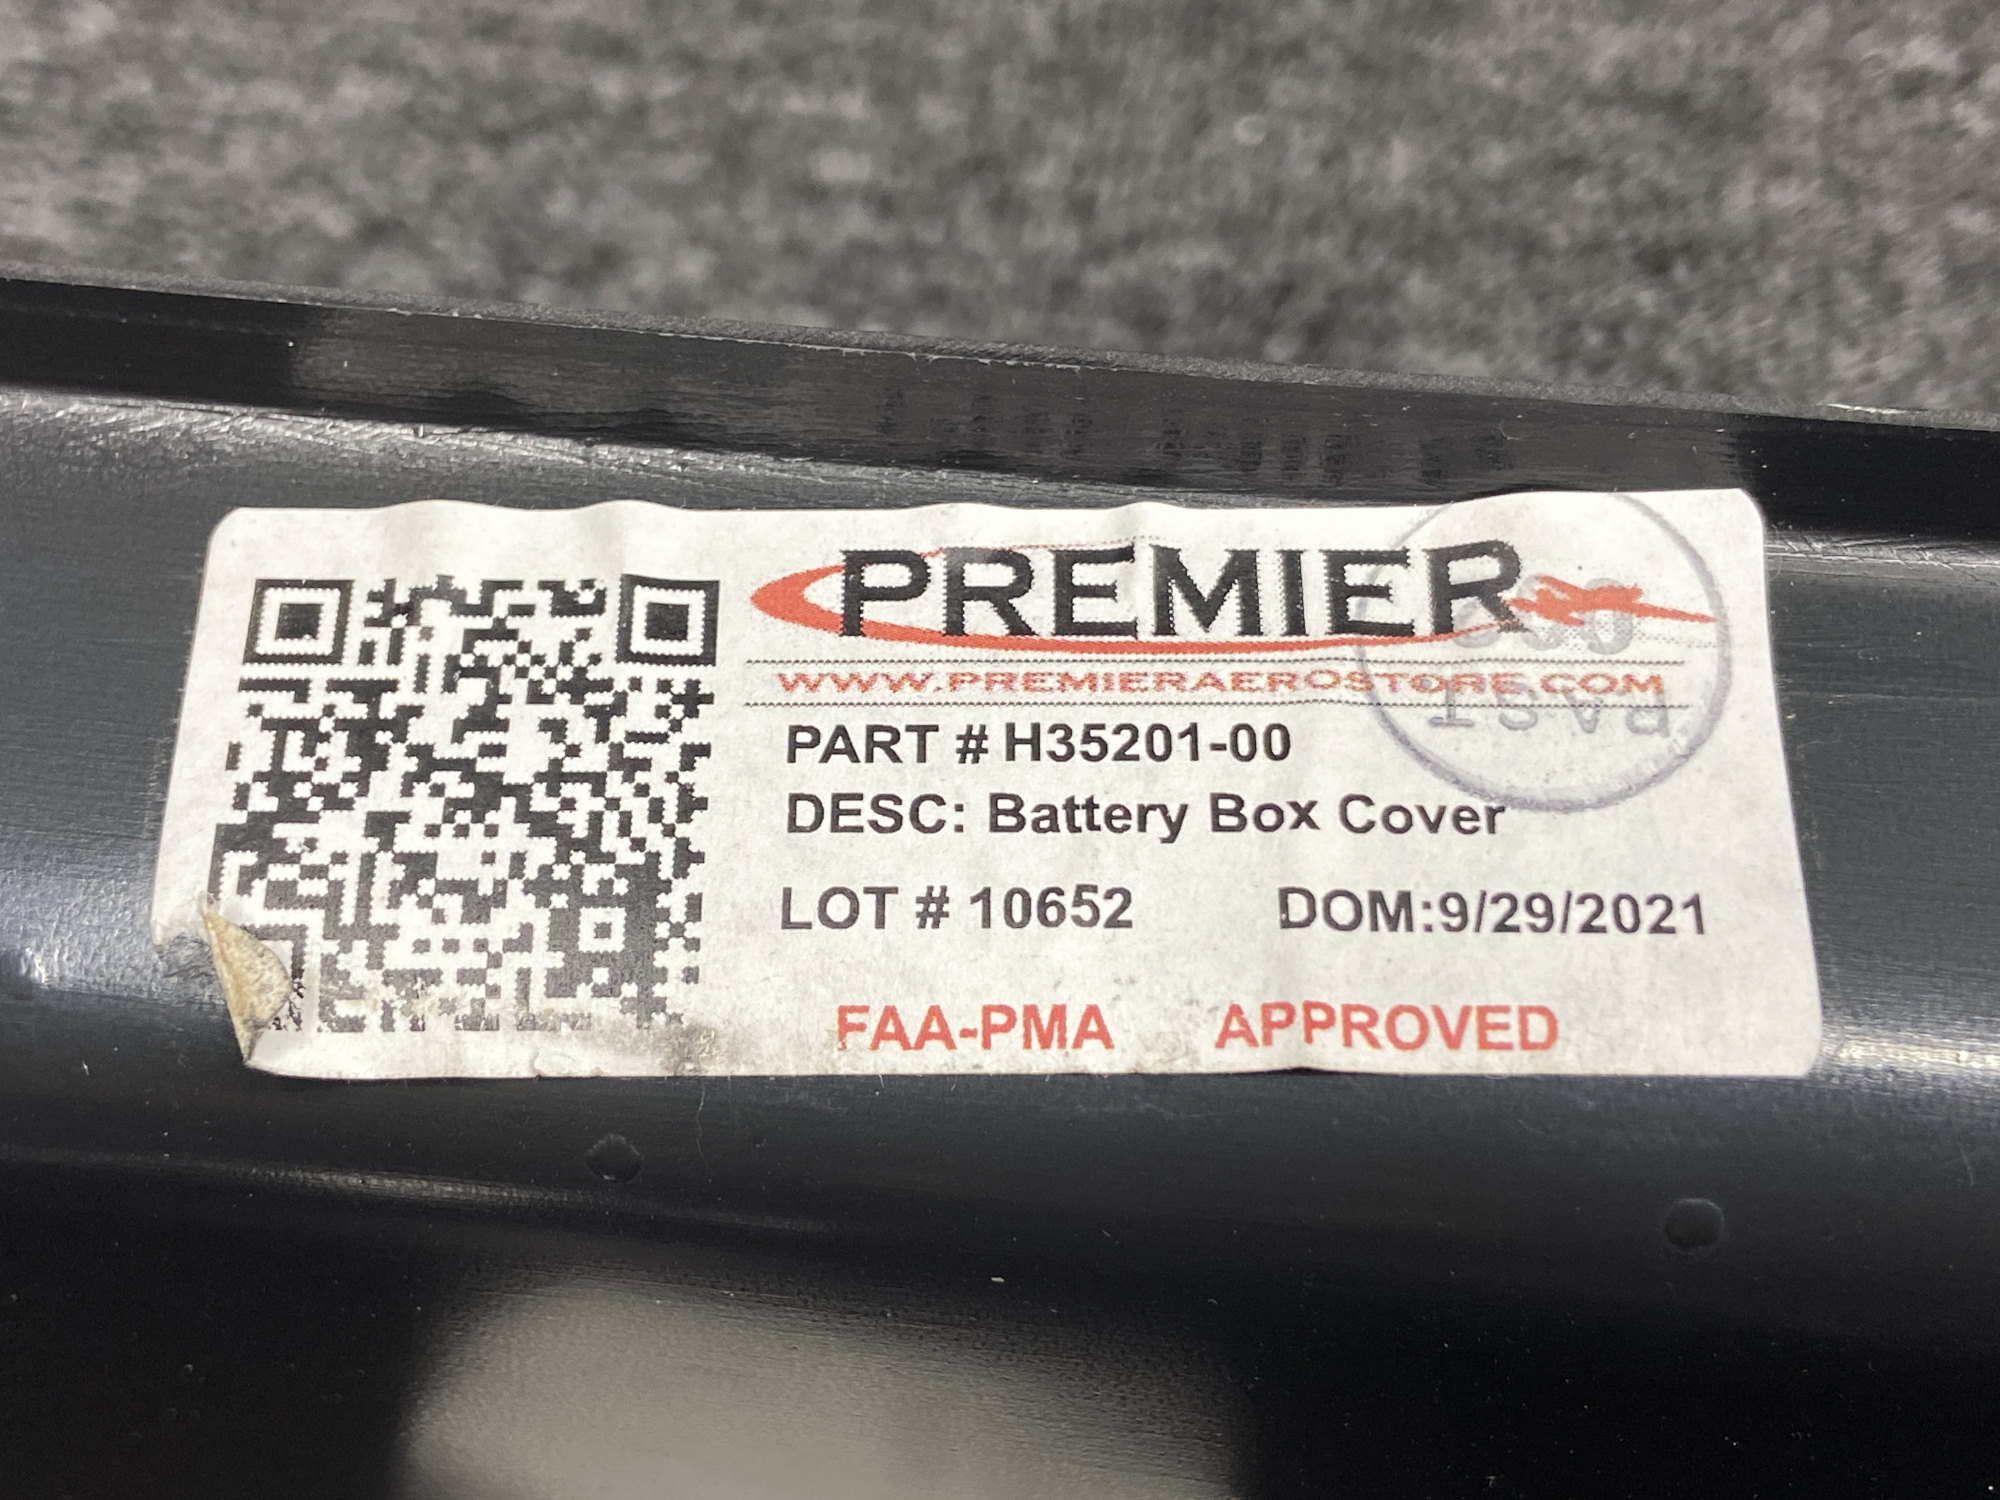 PREMIER
WWW.PREMIERAEROSTORE.COM
PART # H35201-00
DESC: Battery Box Cover
LOT # 10652 DOM:9/29/2021
FAA-PMA APPROVED